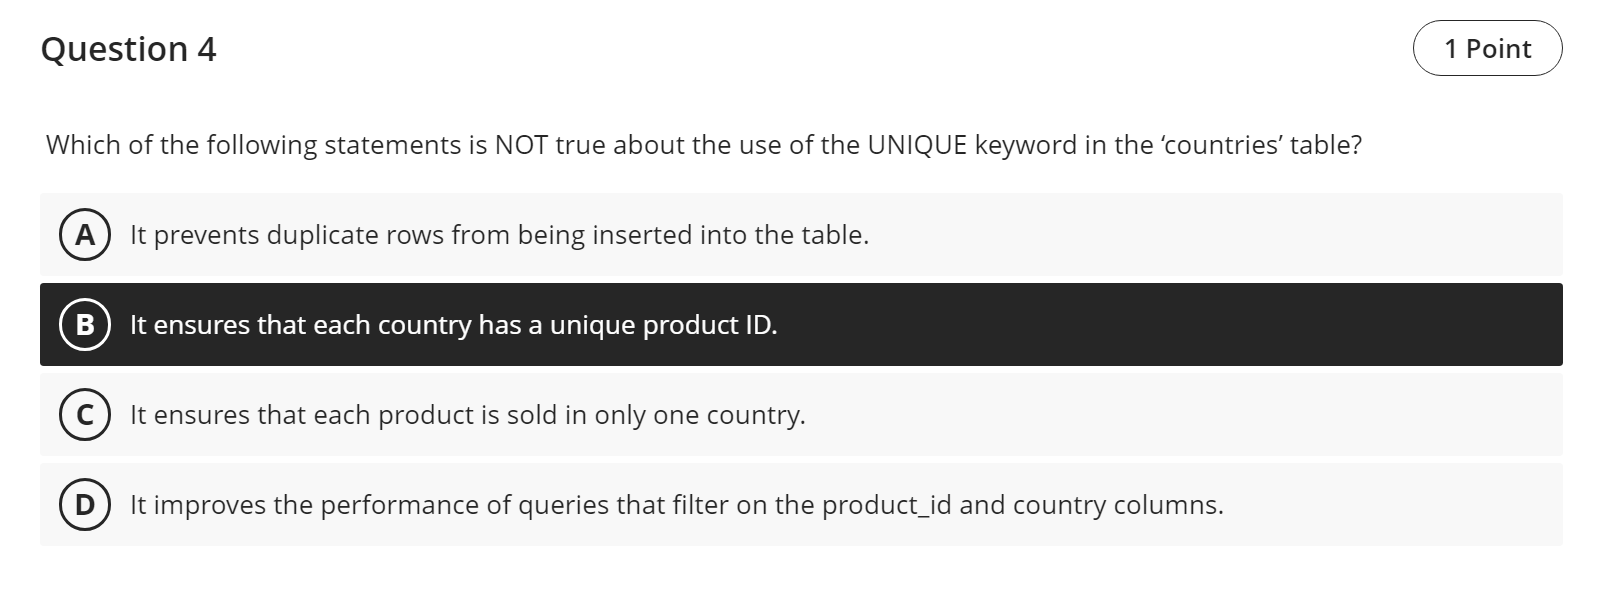 Question 4
1 Point
Which of the following statements is NOT true about the use of the UNIQUE keyword in the ‘countries’ table?
A It prevents duplicate rows from being inserted into the table.
B It ensures that each country has a unique product ID.
C It ensures that each product is sold in only one country.
D It improves the performance of queries that filter on the product_id and country columns.